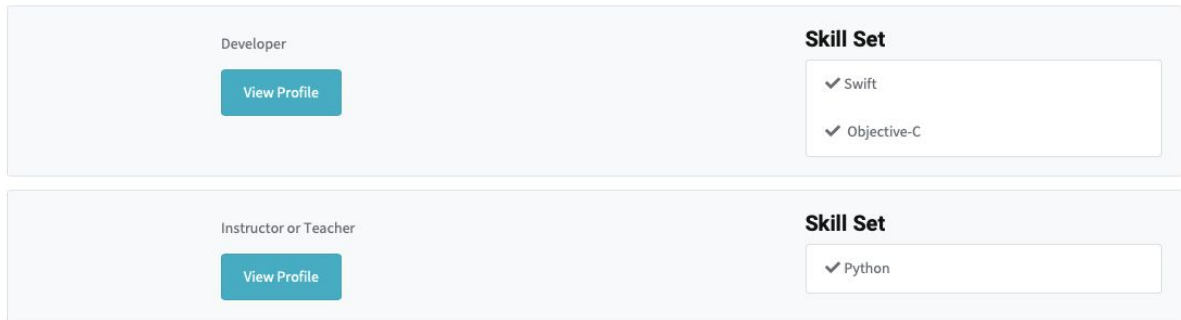 Developer
View Profile
Skill Set
Swift
Objective-C
Instructor or Teacher
View Profile
Skill Set
Python